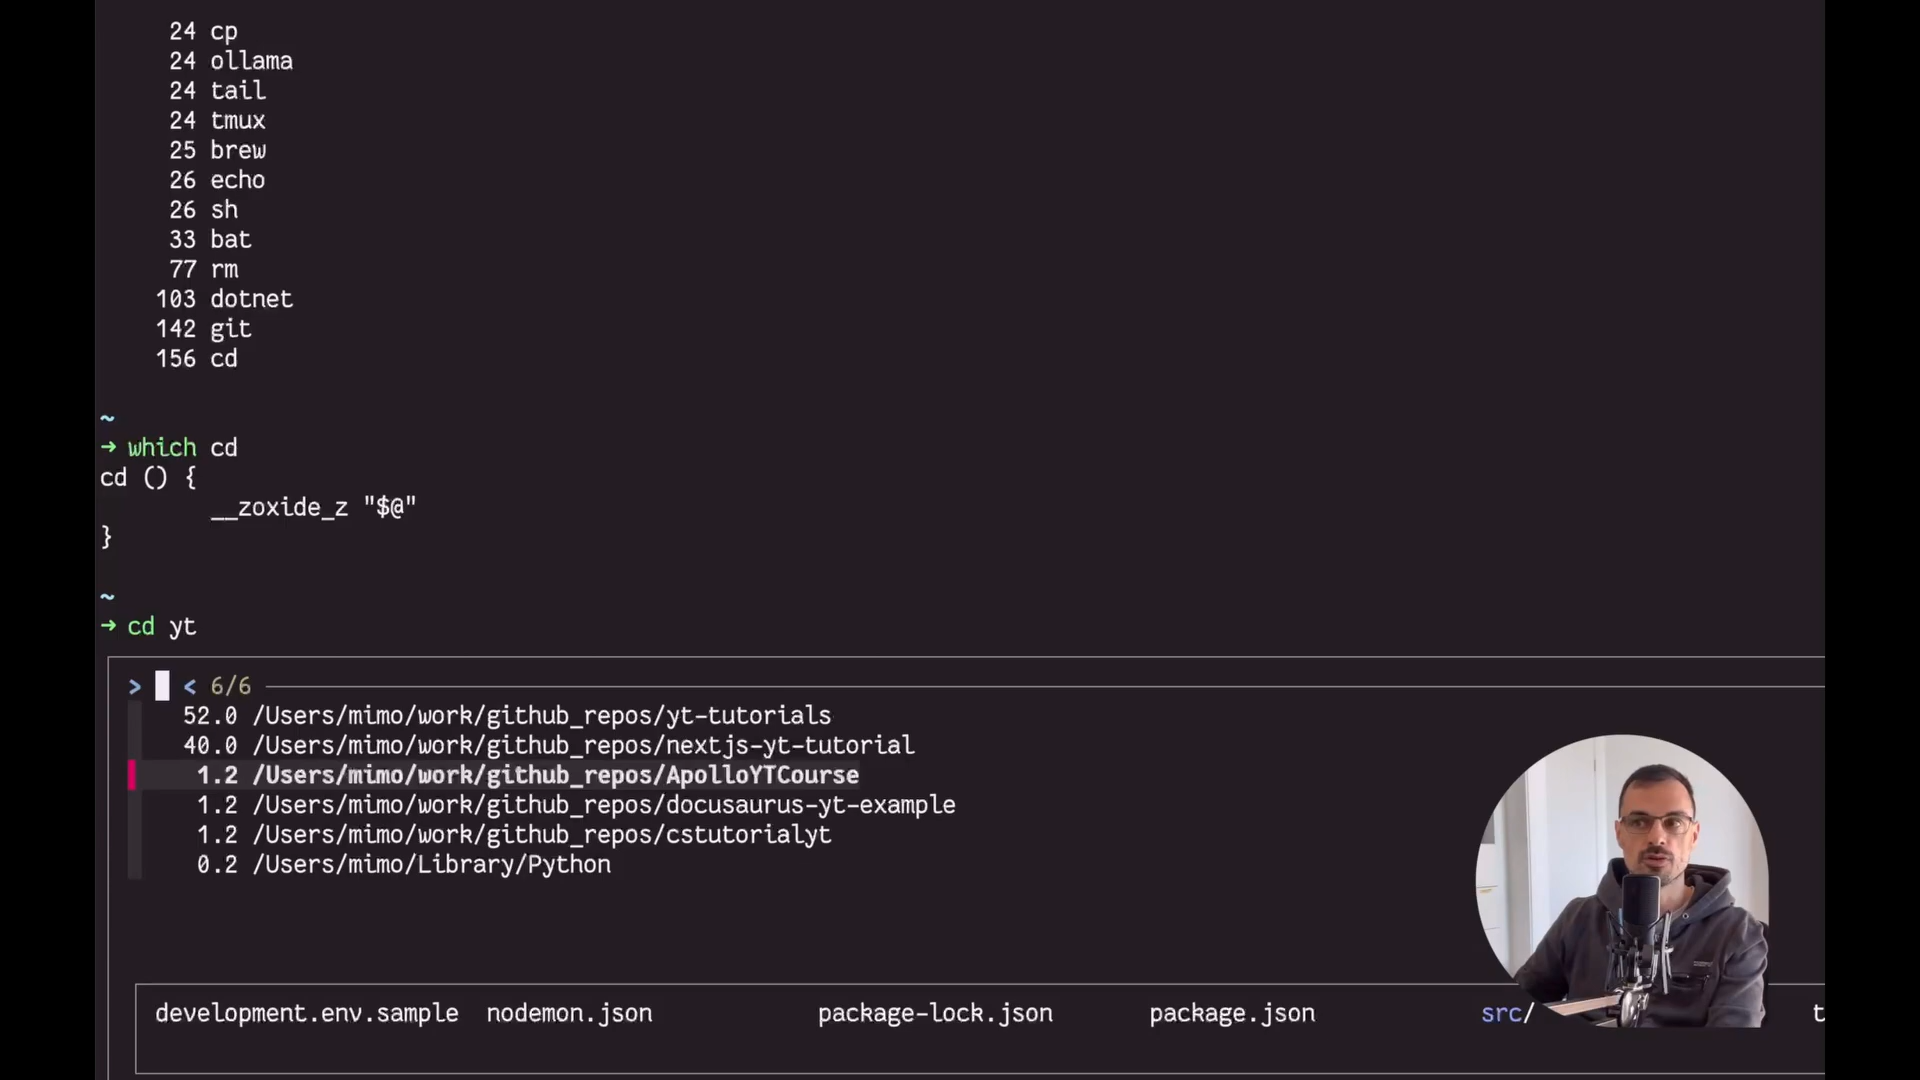 24 cp
24 ollama
24 tail
24 tmux
25 brew
26 echo
26 sh
33 bat
77 rm
103 dotnet
142 git
156 cd
~
→ which cd
cd () {
__zoxide_z "$@"
}
~
→ cd yt
> < 6/6
52.0 /Users/mimo/work/github_repos/yt-tutorials
40.0 /Users/mimo/work/github_repos/nextjs-yt-tutorial
1.2 /Users/mimo/work/github_repos/ApolloYTCourse
1.2 /Users/mimo/work/github_repos/docusaurus-yt-example
1.2 /Users/mimo/work/github_repos/cstutorialyt
0.2 /Users/mimo/Library/Python
development.env.sample nodemon.json package-lock.json package.json src/